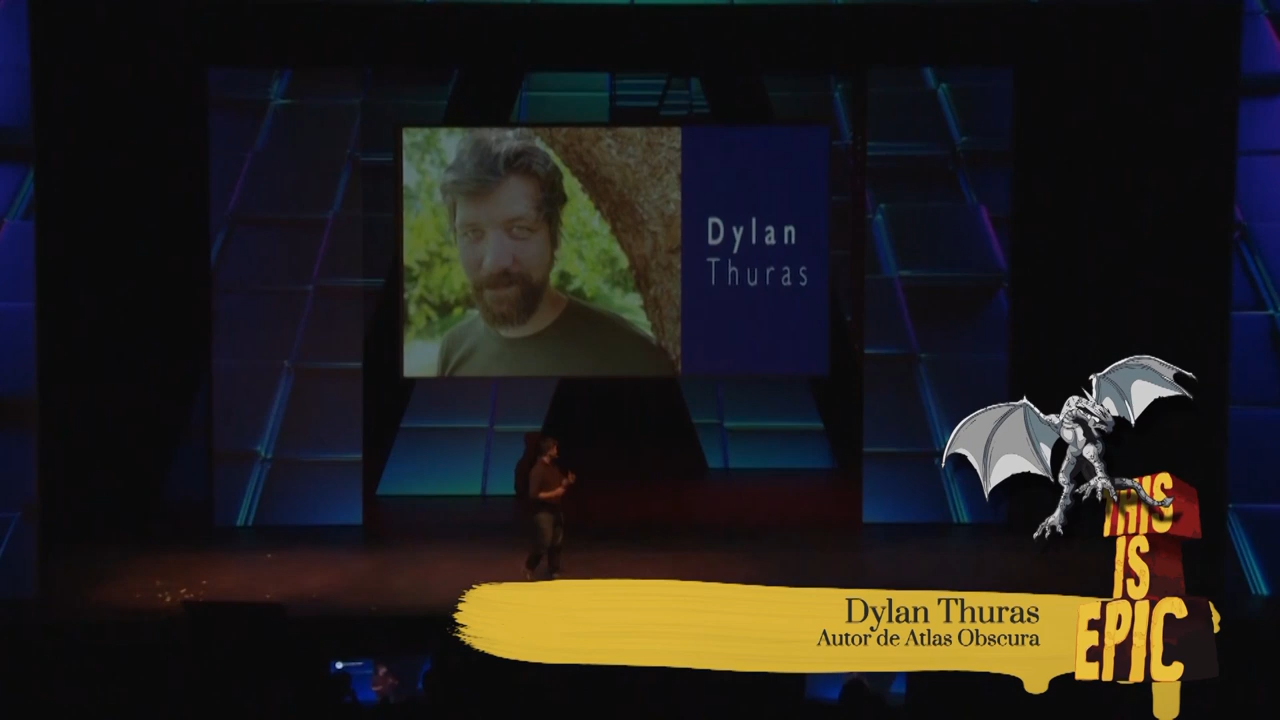 Dylan
Thuras
Dylan Thuras
Autor de Atlas Obscura
THIS
IS
EPIC